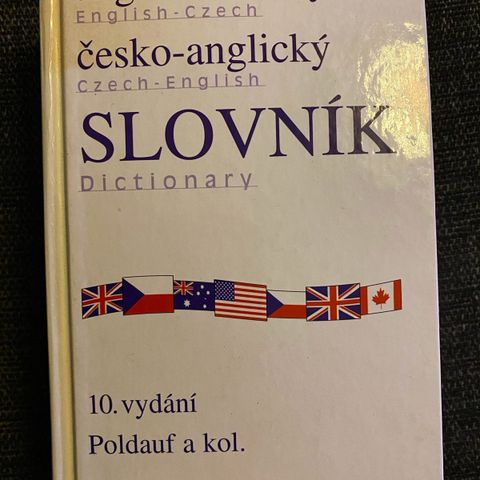 English-Czech
česko-anglický
Czech-English
SLOVNÍK
Dictionary
10. vydání
Poldauf a kol.